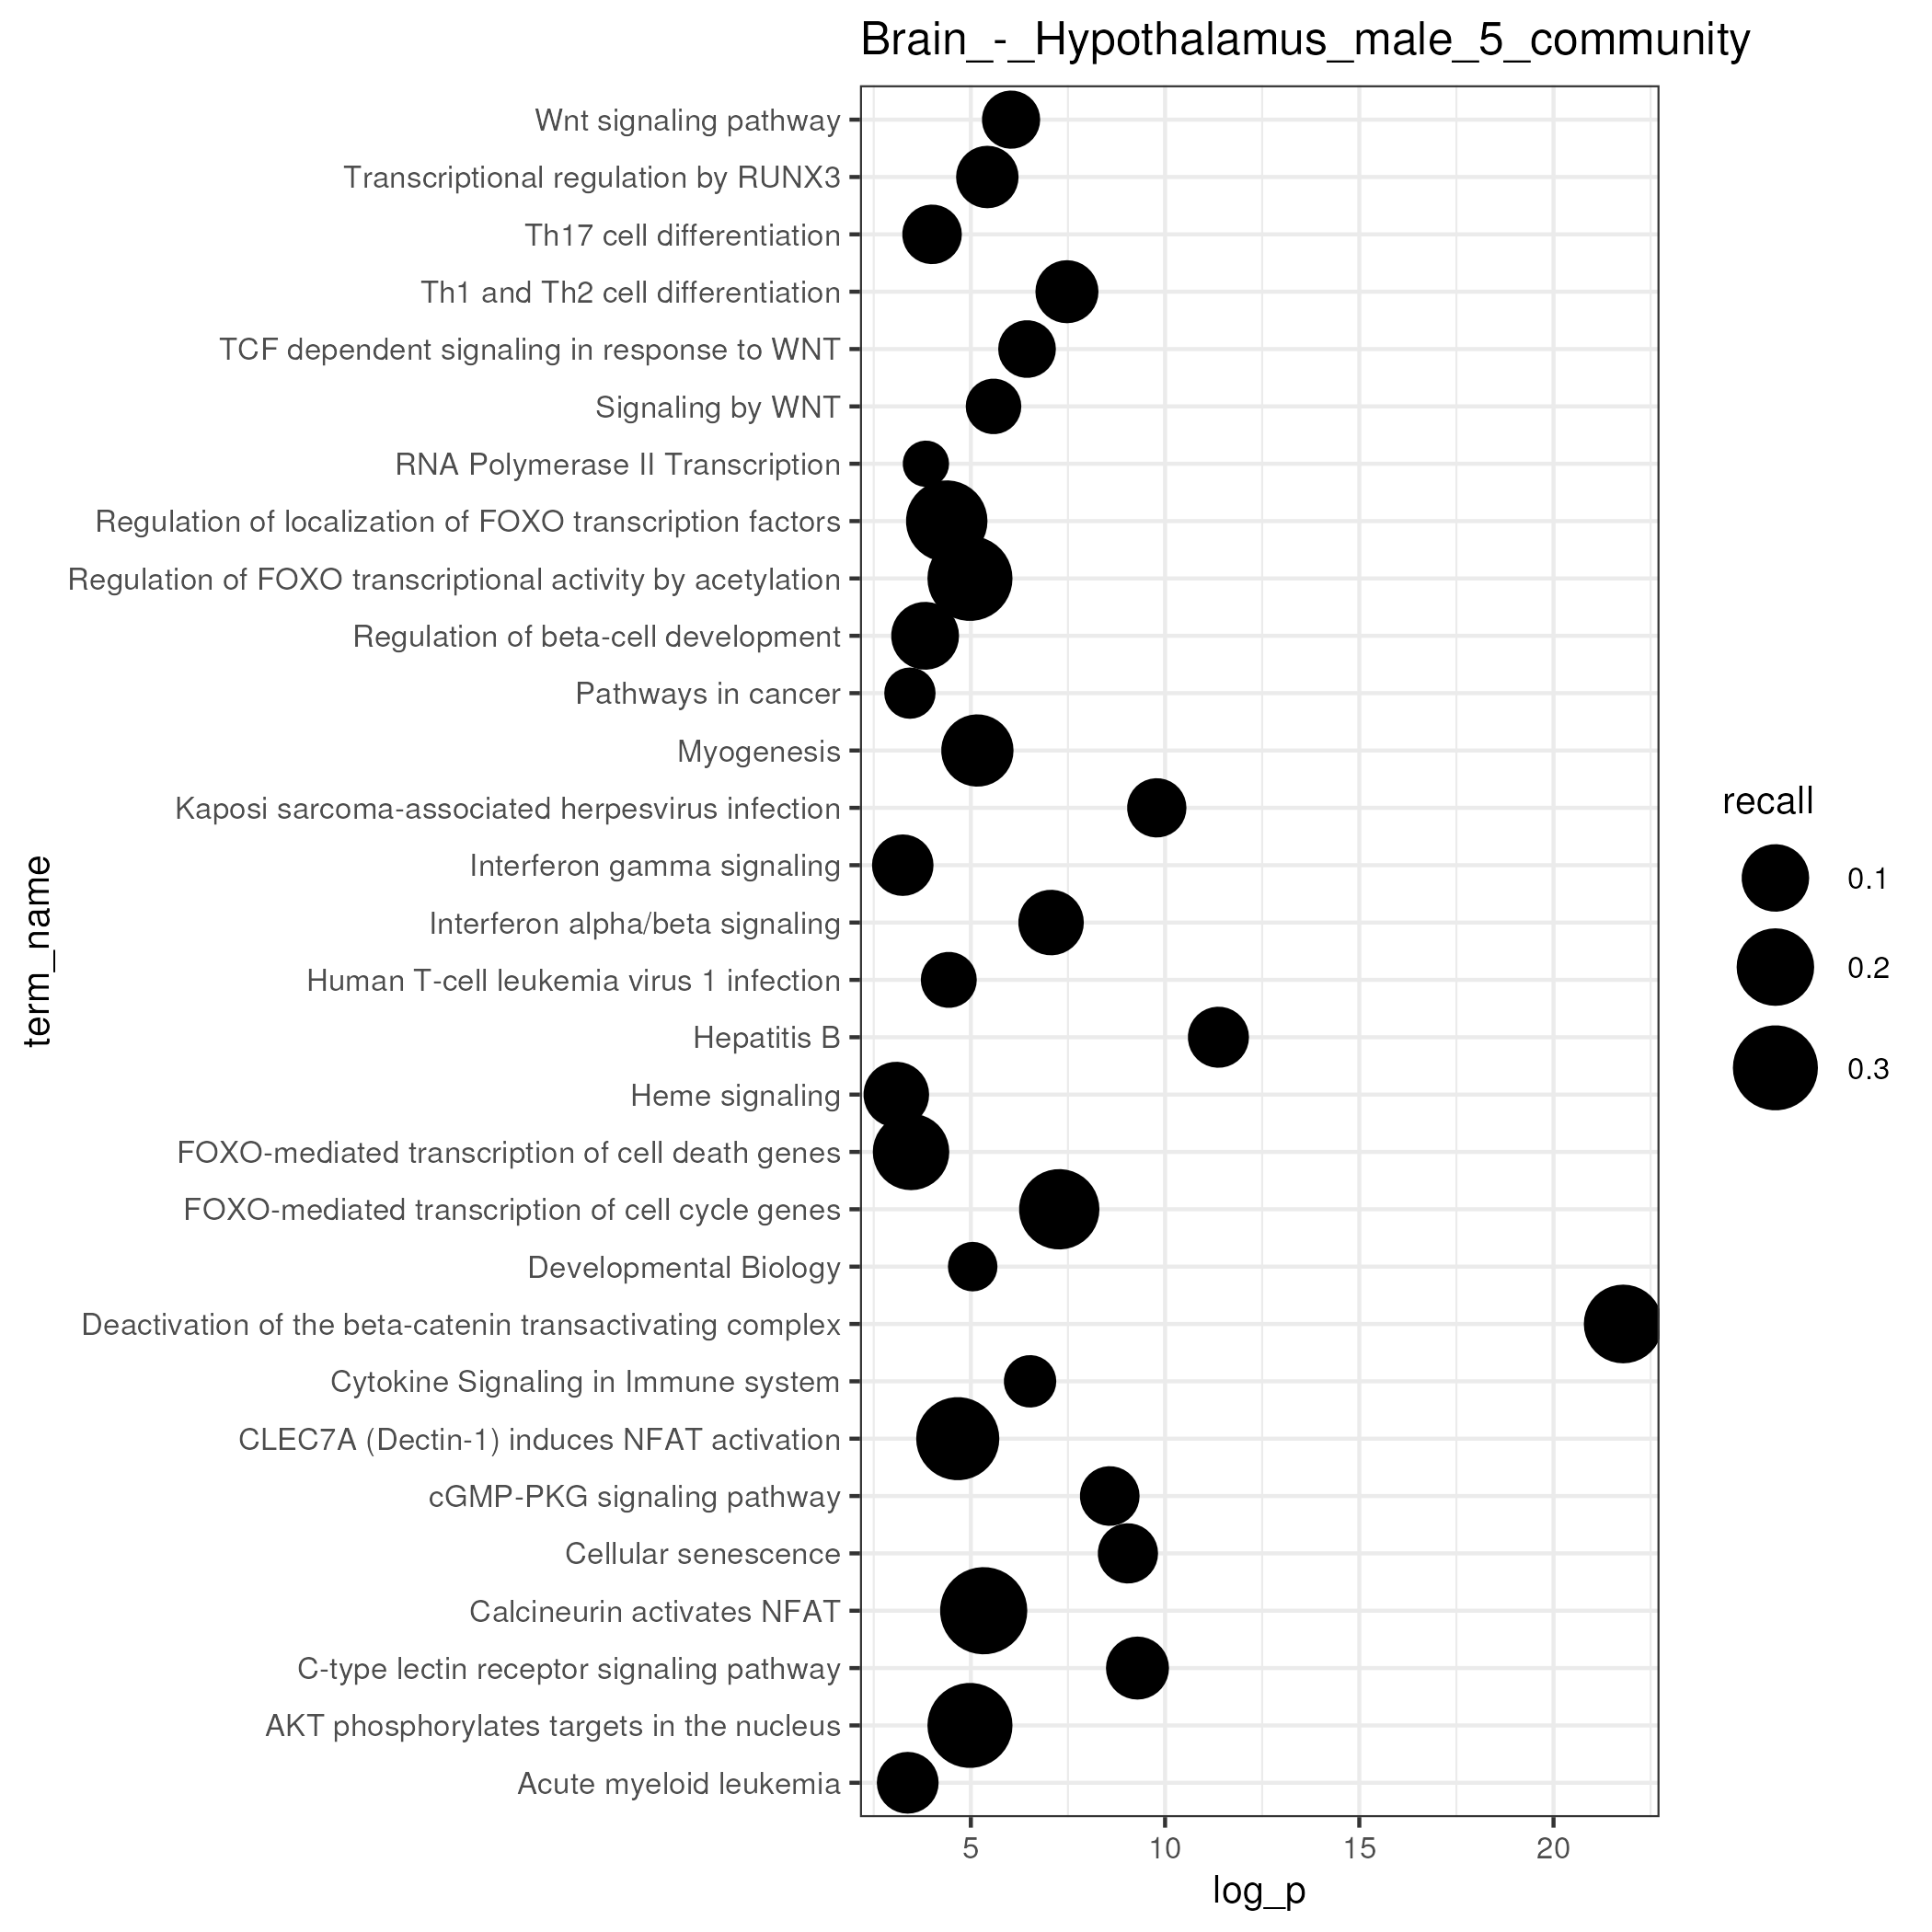 Brain_-_Hypothalamus_male_5_community
Wnt signaling pathway
Transcriptional regulation by RUNX3
Th17 cell differentiation
Th1 and Th2 cell differentiation
TCF dependent signaling in response to WNT
Signaling by WNT
RNA Polymerase II Transcription
Regulation of localization of FOXO transcription factors
Regulation of FOXO transcriptional activity by acetylation
Regulation of beta-cell development
Pathways in cancer
Myogenesis
Kaposi sarcoma-associated herpesvirus infection
Interferon gamma signaling
Interferon alpha/beta signaling
Human T-cell leukemia virus 1 infection
Hepatitis B
Heme signaling
FOXO-mediated transcription of cell death genes
FOXO-mediated transcription of cell cycle genes
Developmental Biology
Deactivation of the beta-catenin transactivating complex
Cytokine Signaling in Immune system
CLEC7A (Dectin-1) induces NFAT activation
cGMP-PKG signaling pathway
Cellular senescence
Calcineurin activates NFAT
C-type lectin receptor signaling pathway
AKT phosphorylates targets in the nucleus
Acute myeloid leukemia
term_name
5 10 15 20
log_p
recall
0.1
0.2
0.3